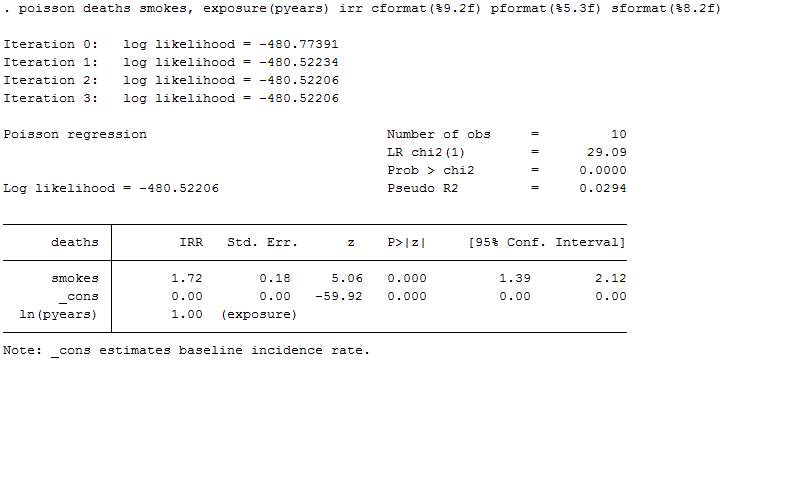 . poisson deaths smokes, exposure(pyears) irr cformat(%9.2f) pformat(%5.3f) sformat(%8.2f)
Iteration 0:   log likelihood = -480.77391
Iteration 1:   log likelihood = -480.52234
Iteration 2:   log likelihood = -480.52206
Iteration 3:   log likelihood = -480.52206
Poisson regression                              Number of obs     =         10
LR chi2(1)        =      29.09
Prob > chi2       =     0.0000
Log likelihood = -480.52206                     Pseudo R2         =     0.0294
deaths          IRR   Std. Err.      z    P>|z|     [95% Conf. Interval]
smokes         1.72       0.18     5.06   0.000         1.39        2.12
_cons         0.00       0.00   -59.92   0.000         0.00        0.00
ln(pyears)         1.00  (exposure)
Note: _cons estimates baseline incidence rate.